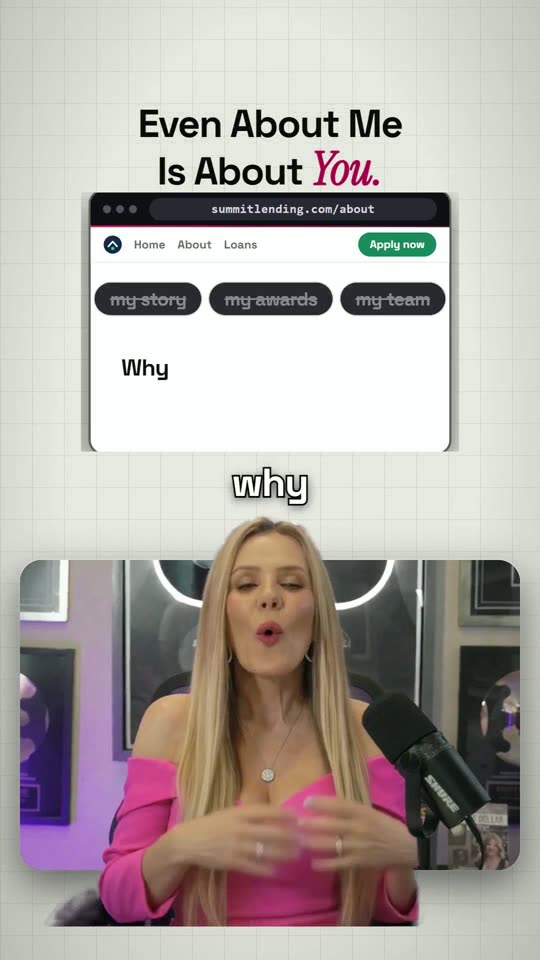 Even About Me
Is About You.
summitlending.com/about
Home About Loans Apply now
my story my awards my team
Why
why
SHURE
DOLLAR